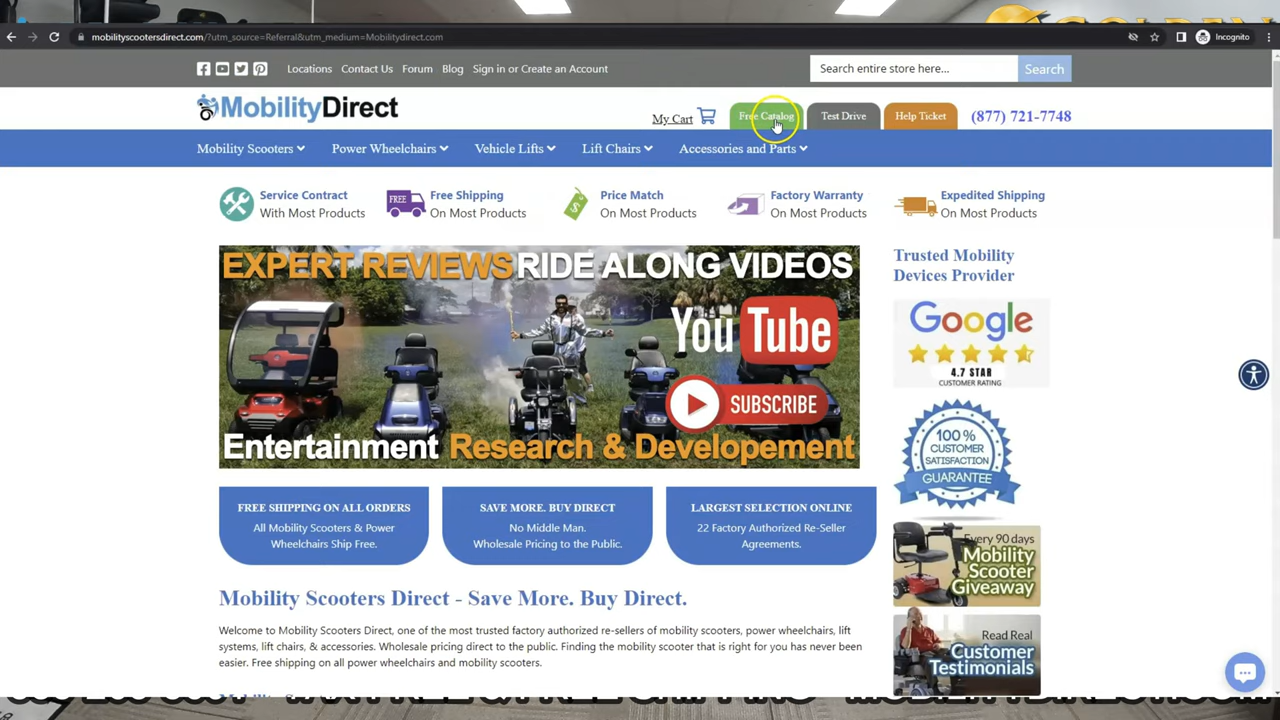 GOLDEN
mobilityscootersdirect.com/?utm_source=Referral&utm_medium=Mobilitydirect.com
Incognito
Locations Contact Us Forum Blog Sign in or Create an Account
Search entire store here...
Search
MobilityDirect
My Cart
Free Catalog
Test Drive
Help Ticket
(877) 721-7748
Mobility Scooters Power Wheelchairs Vehicle Lifts Lift Chairs Accessories and Parts
Service Contract
With Most Products
FREE
Free Shipping
On Most Products
Price Match
On Most Products
Factory Warranty
On Most Products
Expedited Shipping
On Most Products
EXPERT REVIEWS RIDE ALONG VIDEOS
YouTube
SUBSCRIBE
Entertainment Research & Developement
Trusted Mobility
Devices Provider
Google
4.7 STAR
CUSTOMER RATING
100%
CUSTOMER
SATISFACTION
GUARANTEE
Every 90 days
Mobility
Scooter
Giveaway
Read Real
Customer
Testimonials
FREE SHIPPING ON ALL ORDERS
All Mobility Scooters & Power
Wheelchairs Ship Free.
SAVE MORE. BUY DIRECT
No Middle Man.
Wholesale Pricing to the Public.
LARGEST SELECTION ONLINE
22 Factory Authorized Re-Seller
Agreements.
Mobility Scooters Direct - Save More. Buy Direct.
Welcome to Mobility Scooters Direct, one of the most trusted factory authorized re-sellers of mobility scooters, power wheelchairs, lift
systems, lift chairs, & accessories. Wholesale pricing direct to the public. Finding the mobility scooter that is right for you has never been
easier. Free shipping on all power wheelchairs and mobility scooters.